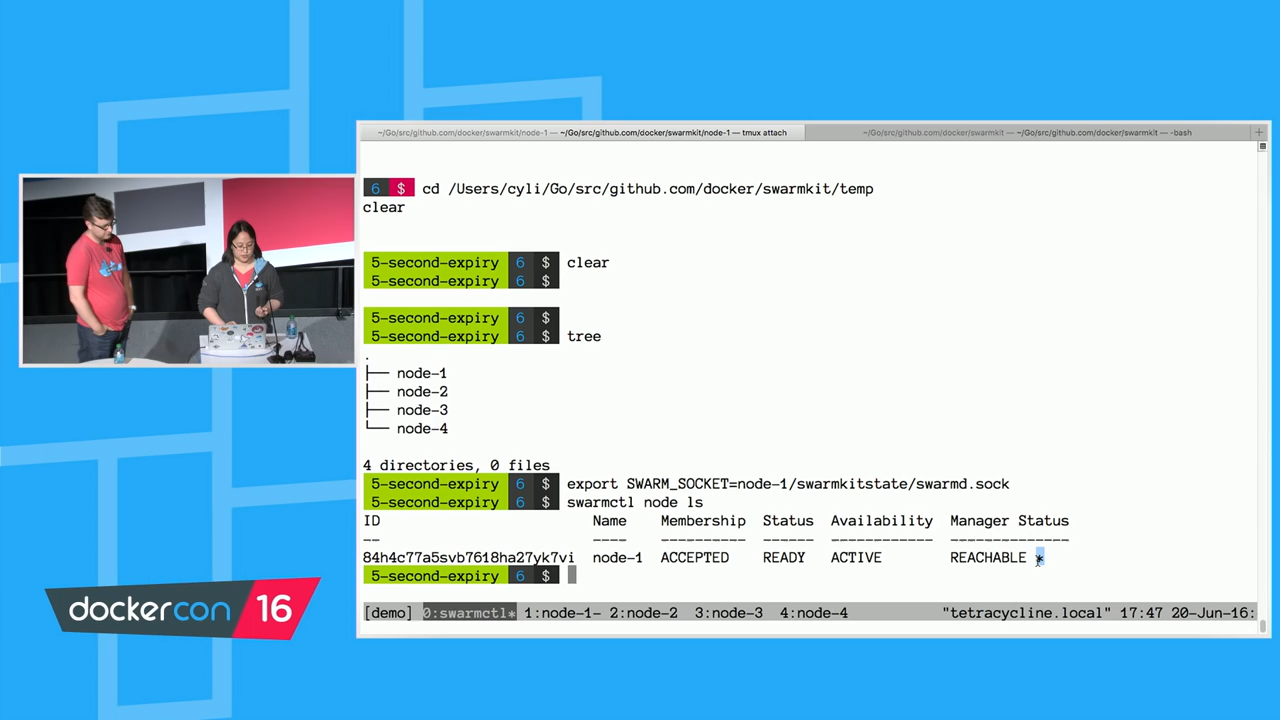 ~/Go/src/github.com/docker/swarmkit/node-1 — ~/Go/src/github.com/docker/swarmkit/node-1 — tmux attach
~/Go/src/github.com/docker/swarmkit — ~/Go/src/github.com/docker/swarmkit — -bash
+
6 $ cd /Users/cyli/Go/src/github.com/docker/swarmkit/temp
clear
5-second-expiry 6 $ clear
5-second-expiry 6 $
5-second-expiry 6 $
5-second-expiry 6 $ tree
.
├── node-1
├── node-2
├── node-3
└── node-4
4 directories, 0 files
5-second-expiry 6 $ export SWARM_SOCKET=node-1/swarmkitstate/swarmd.sock
5-second-expiry 6 $ swarmctl node ls
ID Name Membership Status Availability Manager Status
-- ---- ---------- ------ ------------ --------------
84h4c77a5svb7618ha27yk7vi node-1 ACCEPTED READY ACTIVE REACHABLE *
5-second-expiry 6 $
[demo] 0:swarmctl* 1:node-1- 2:node-2 3:node-3 4:node-4 "tetracycline.local" 17:47 20-Jun-16:
dockercon 16